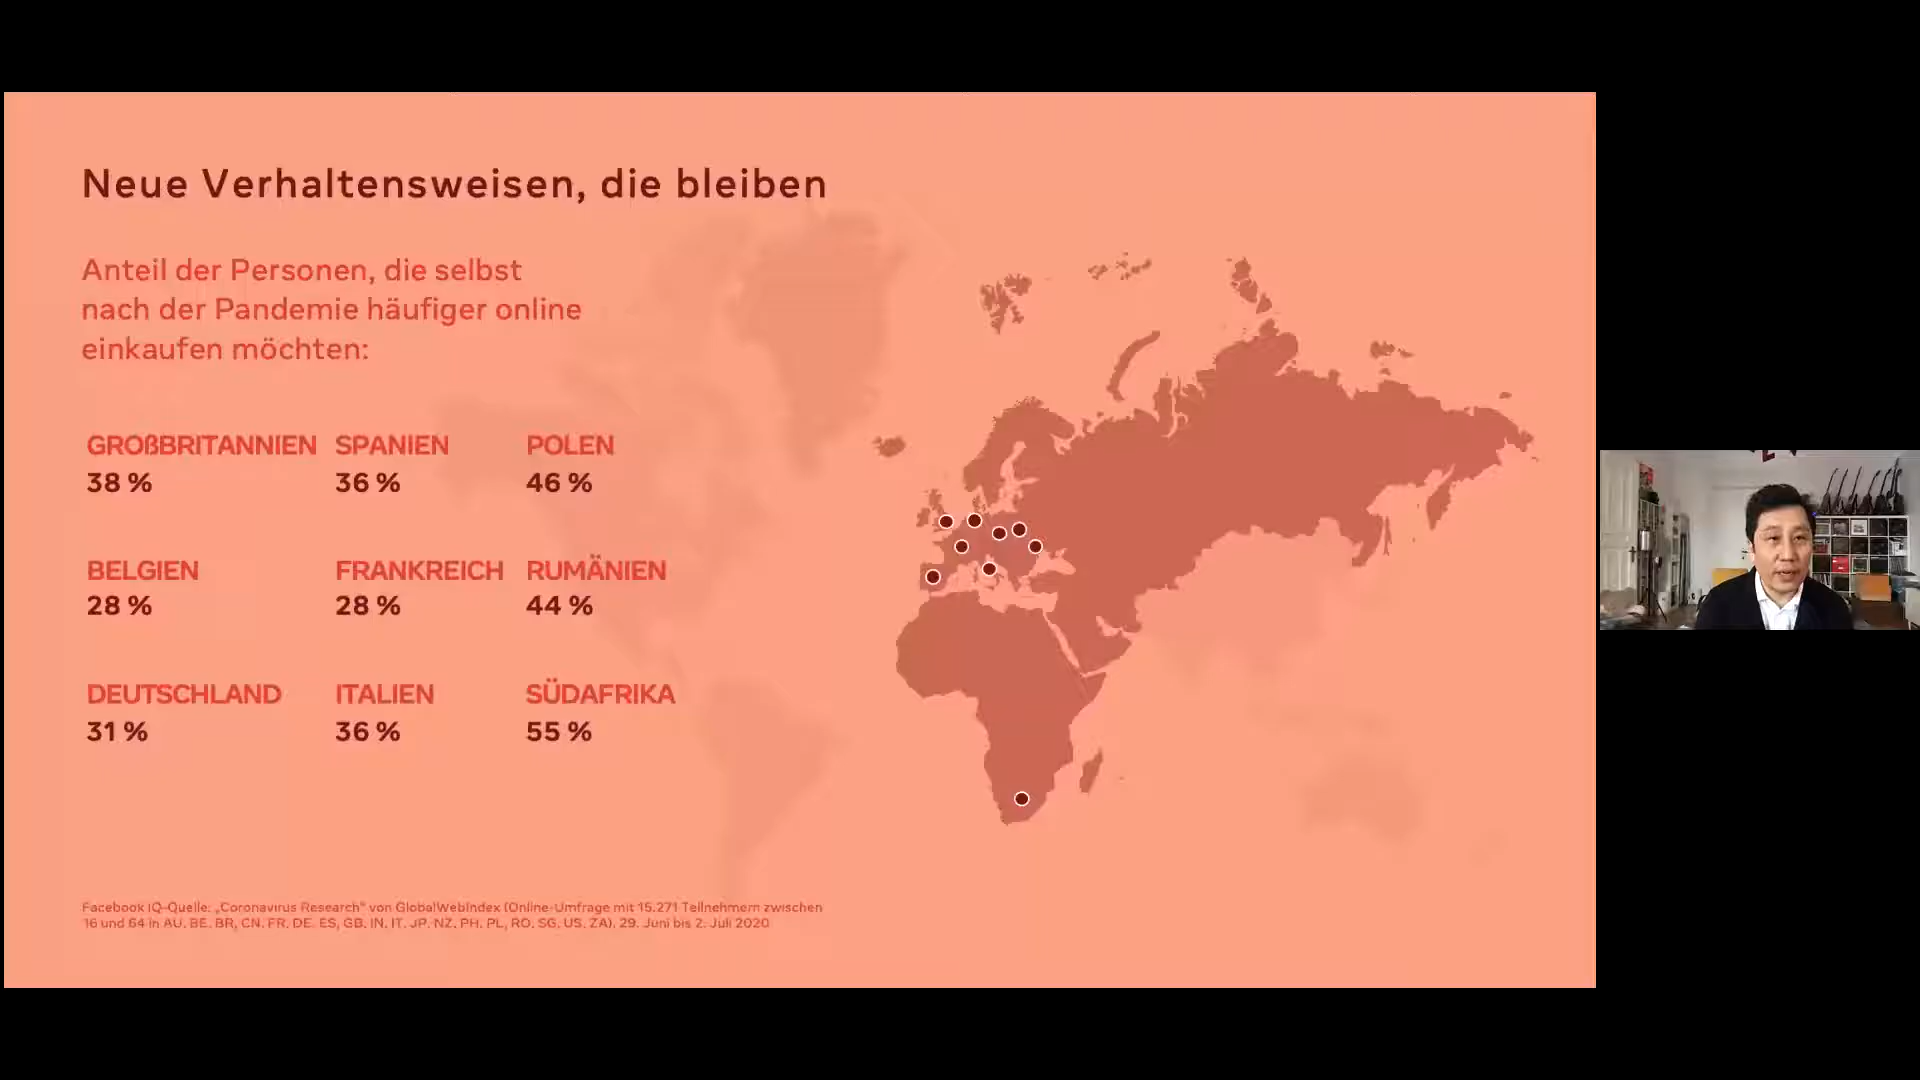 Neue Verhaltensweisen, die bleiben
Anteil der Personen, die selbst
nach der Pandemie häufiger online
einkaufen möchten:
GROßBRITANNIEN SPANIEN POLEN
38 % 36 % 46 %
BELGIEN FRANKREICH RUMÄNIEN
28 % 28 % 44 %
DEUTSCHLAND ITALIEN SÜDAFRIKA
31 % 36 % 55 %
Facebook IQ-Quelle: „Coronavirus Research“ von GlobalWebIndex (Online-Umfrage mit 15.271 Teilnehmern zwischen
16 und 64 in AU, BE, BR, CN, FR, DE, ES, GB, IN, IT, JP, NZ, PH, PL, RO, SG, US, ZA), 29. Juni bis 2. Juli 2020